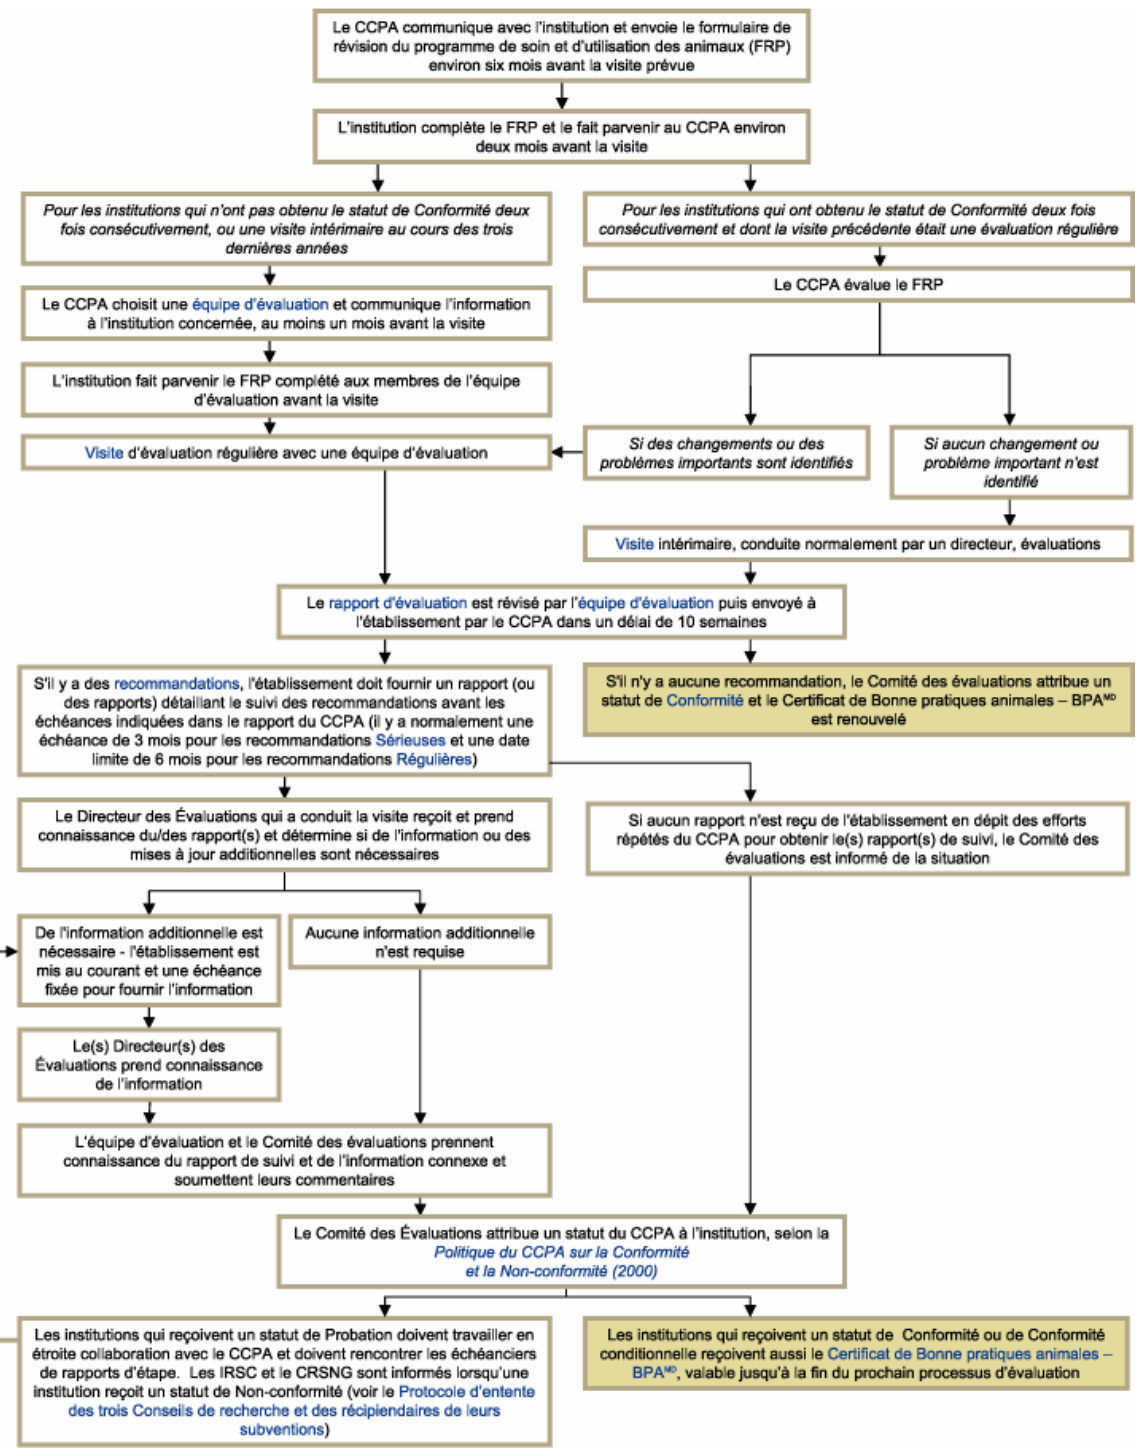 Le CCPA communique avec l'institution et envoie le formulaire de
révision du programme de soin et d'utilisation des animaux (FRP)
environ six mois avant la visite prévue
L'institution complète le FRP et le fait parvenir au CCPA environ
deux mois avant la visite
Pour les institutions qui n'ont pas obtenu le statut de Conformité deux
fois consécutivement, ou une visite intérimaire au cours des trois
dernières années
Pour les institutions qui ont obtenu le statut de Conformité deux fois
consécutivement et dont la visite précédente était une évaluation régulière
Le CCPA choisit une équipe d'évaluation et communique l'information
à l'institution concernée, au moins un mois avant la visite
Le CCPA évalue le FRP
L'institution fait parvenir le FRP complété aux membres de l'équipe
d'évaluation avant la visite
Visite d'évaluation régulière avec une équipe d'évaluation
Si des changements ou des
problèmes importants sont identifiés
Si aucun changement ou
problème important n'est
identifié
Visite intérimaire, conduite normalement par un directeur, évaluations
Le rapport d'évaluation est révisé par l'équipe d'évaluation puis envoyé à
l'établissement par le CCPA dans un délai de 10 semaines
S'il y a des recommandations, l'établissement doit fournir un rapport (ou
des rapports) détaillant le suivi des recommandations avant les
échéances indiquées dans le rapport du CCPA (il y a normalement une
échéance de 3 mois pour les recommandations Sérieuses et une date
limite de 6 mois pour les recommandations Régulières)
S'il n'y a aucune recommandation, le Comité des évaluations attribue un
statut de Conformité et le Certificat de Bonne pratiques animales – BPAᴹᴰ
est renouvelé
Le Directeur des Évaluations qui a conduit la visite reçoit et prend
connaissance du/des rapport(s) et détermine si de l'information ou des
mises à jour additionnelles sont nécessaires
Si aucun rapport n'est reçu de l'établissement en dépit des efforts
répétés du CCPA pour obtenir le(s) rapport(s) de suivi, le Comité des
évaluations est informé de la situation
De l'information additionnelle est
nécessaire - l'établissement est
mis au courant et une échéance
fixée pour fournir l'information
Aucune information additionnelle
n'est requise
Le(s) Directeur(s) des
Évaluations prend connaissance
de l'information
L'équipe d'évaluation et le Comité des évaluations prennent
connaissance du rapport de suivi et de l'information connexe et
soumettent leurs commentaires
Le Comité des Évaluations attribue un statut du CCPA à l'institution, selon la
Politique du CCPA sur la Conformité
et la Non-conformité (2000)
Les institutions qui reçoivent un statut de Probation doivent travailler en
étroite collaboration avec le CCPA et doivent rencontrer les échéanciers
de rapports d'étape. Les IRSC et le CRSNG sont informés lorsqu'une
institution reçoit un statut de Non-conformité (voir le Protocole d'entente
des trois Conseils de recherche et des récipiendaires de leurs
subventions)
Les institutions qui reçoivent un statut de Conformité ou de Conformité
conditionnelle reçoivent aussi le Certificat de Bonne pratiques animales –
BPAᴹᴰ, valable jusqu'à la fin du prochain processus d'évaluation